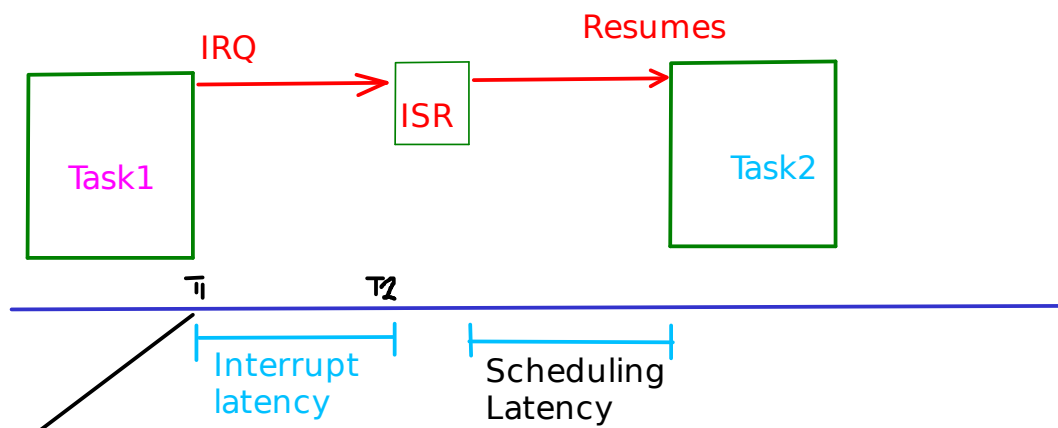 Resumes
IRQ
ISR
Task1
Task2
T1
T2
Interrupt
latency
Scheduling
Latency